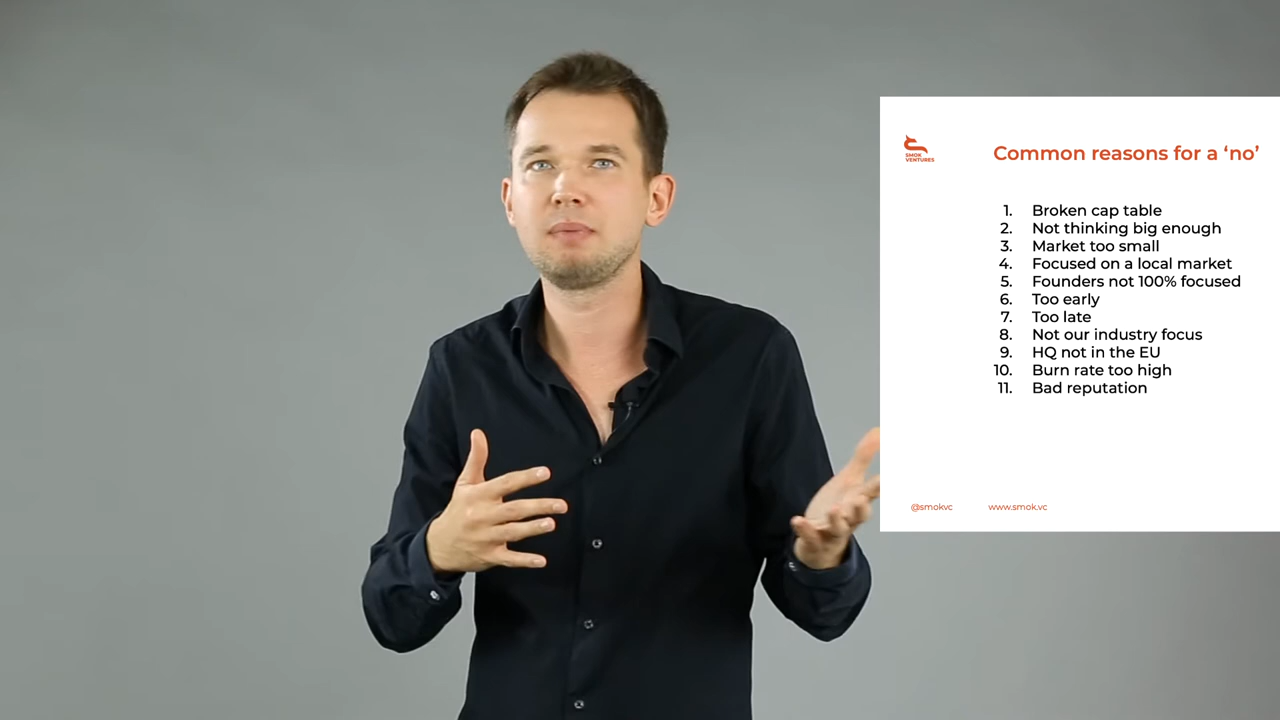 SMOK
VENTURES
Common reasons for a ‘no’
1. Broken cap table
2. Not thinking big enough
3. Market too small
4. Focused on a local market
5. Founders not 100% focused
6. Too early
7. Too late
8. Not our industry focus
9. HQ not in the EU
10. Burn rate too high
11. Bad reputation
@smokvc www.smok.vc